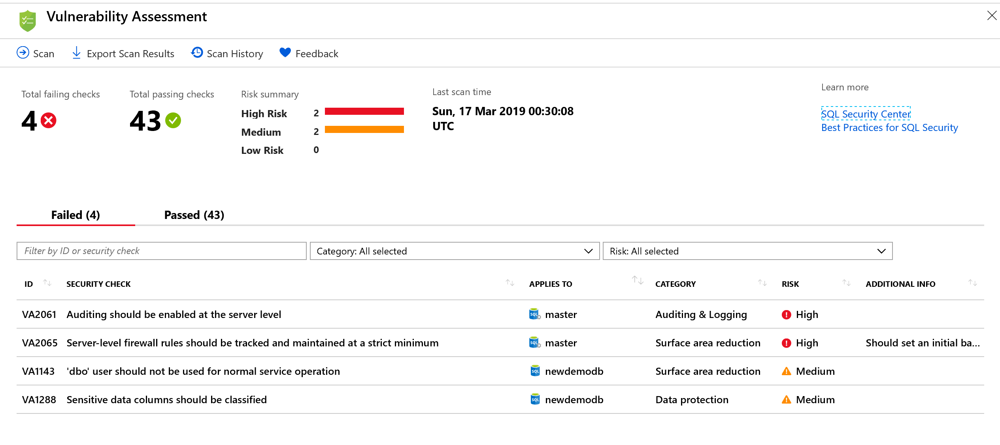 Vulnerability Assessment
Scan Export Scan Results Scan History Feedback
Total failing checks
4
Total passing checks
43
Risk summary
High Risk 2
Medium 2
Low Risk 0
Last scan time
Sun, 17 Mar 2019 00:30:08
UTC
Learn more
SQL Security Center
Best Practices for SQL Security
Failed (4) Passed (43)
Filter by ID or security check Category: All selected Risk: All selected
ID SECURITY CHECK APPLIES TO CATEGORY RISK ADDITIONAL INFO
VA2061 Auditing should be enabled at the server level SQL master Auditing & Logging High
VA2065 Server-level firewall rules should be tracked and maintained at a strict minimum SQL master Surface area reduction High Should set an initial ba...
VA1143 'dbo' user should not be used for normal service operation SQL newdemodb Surface area reduction Medium
VA1288 Sensitive data columns should be classified SQL newdemodb Data protection Medium